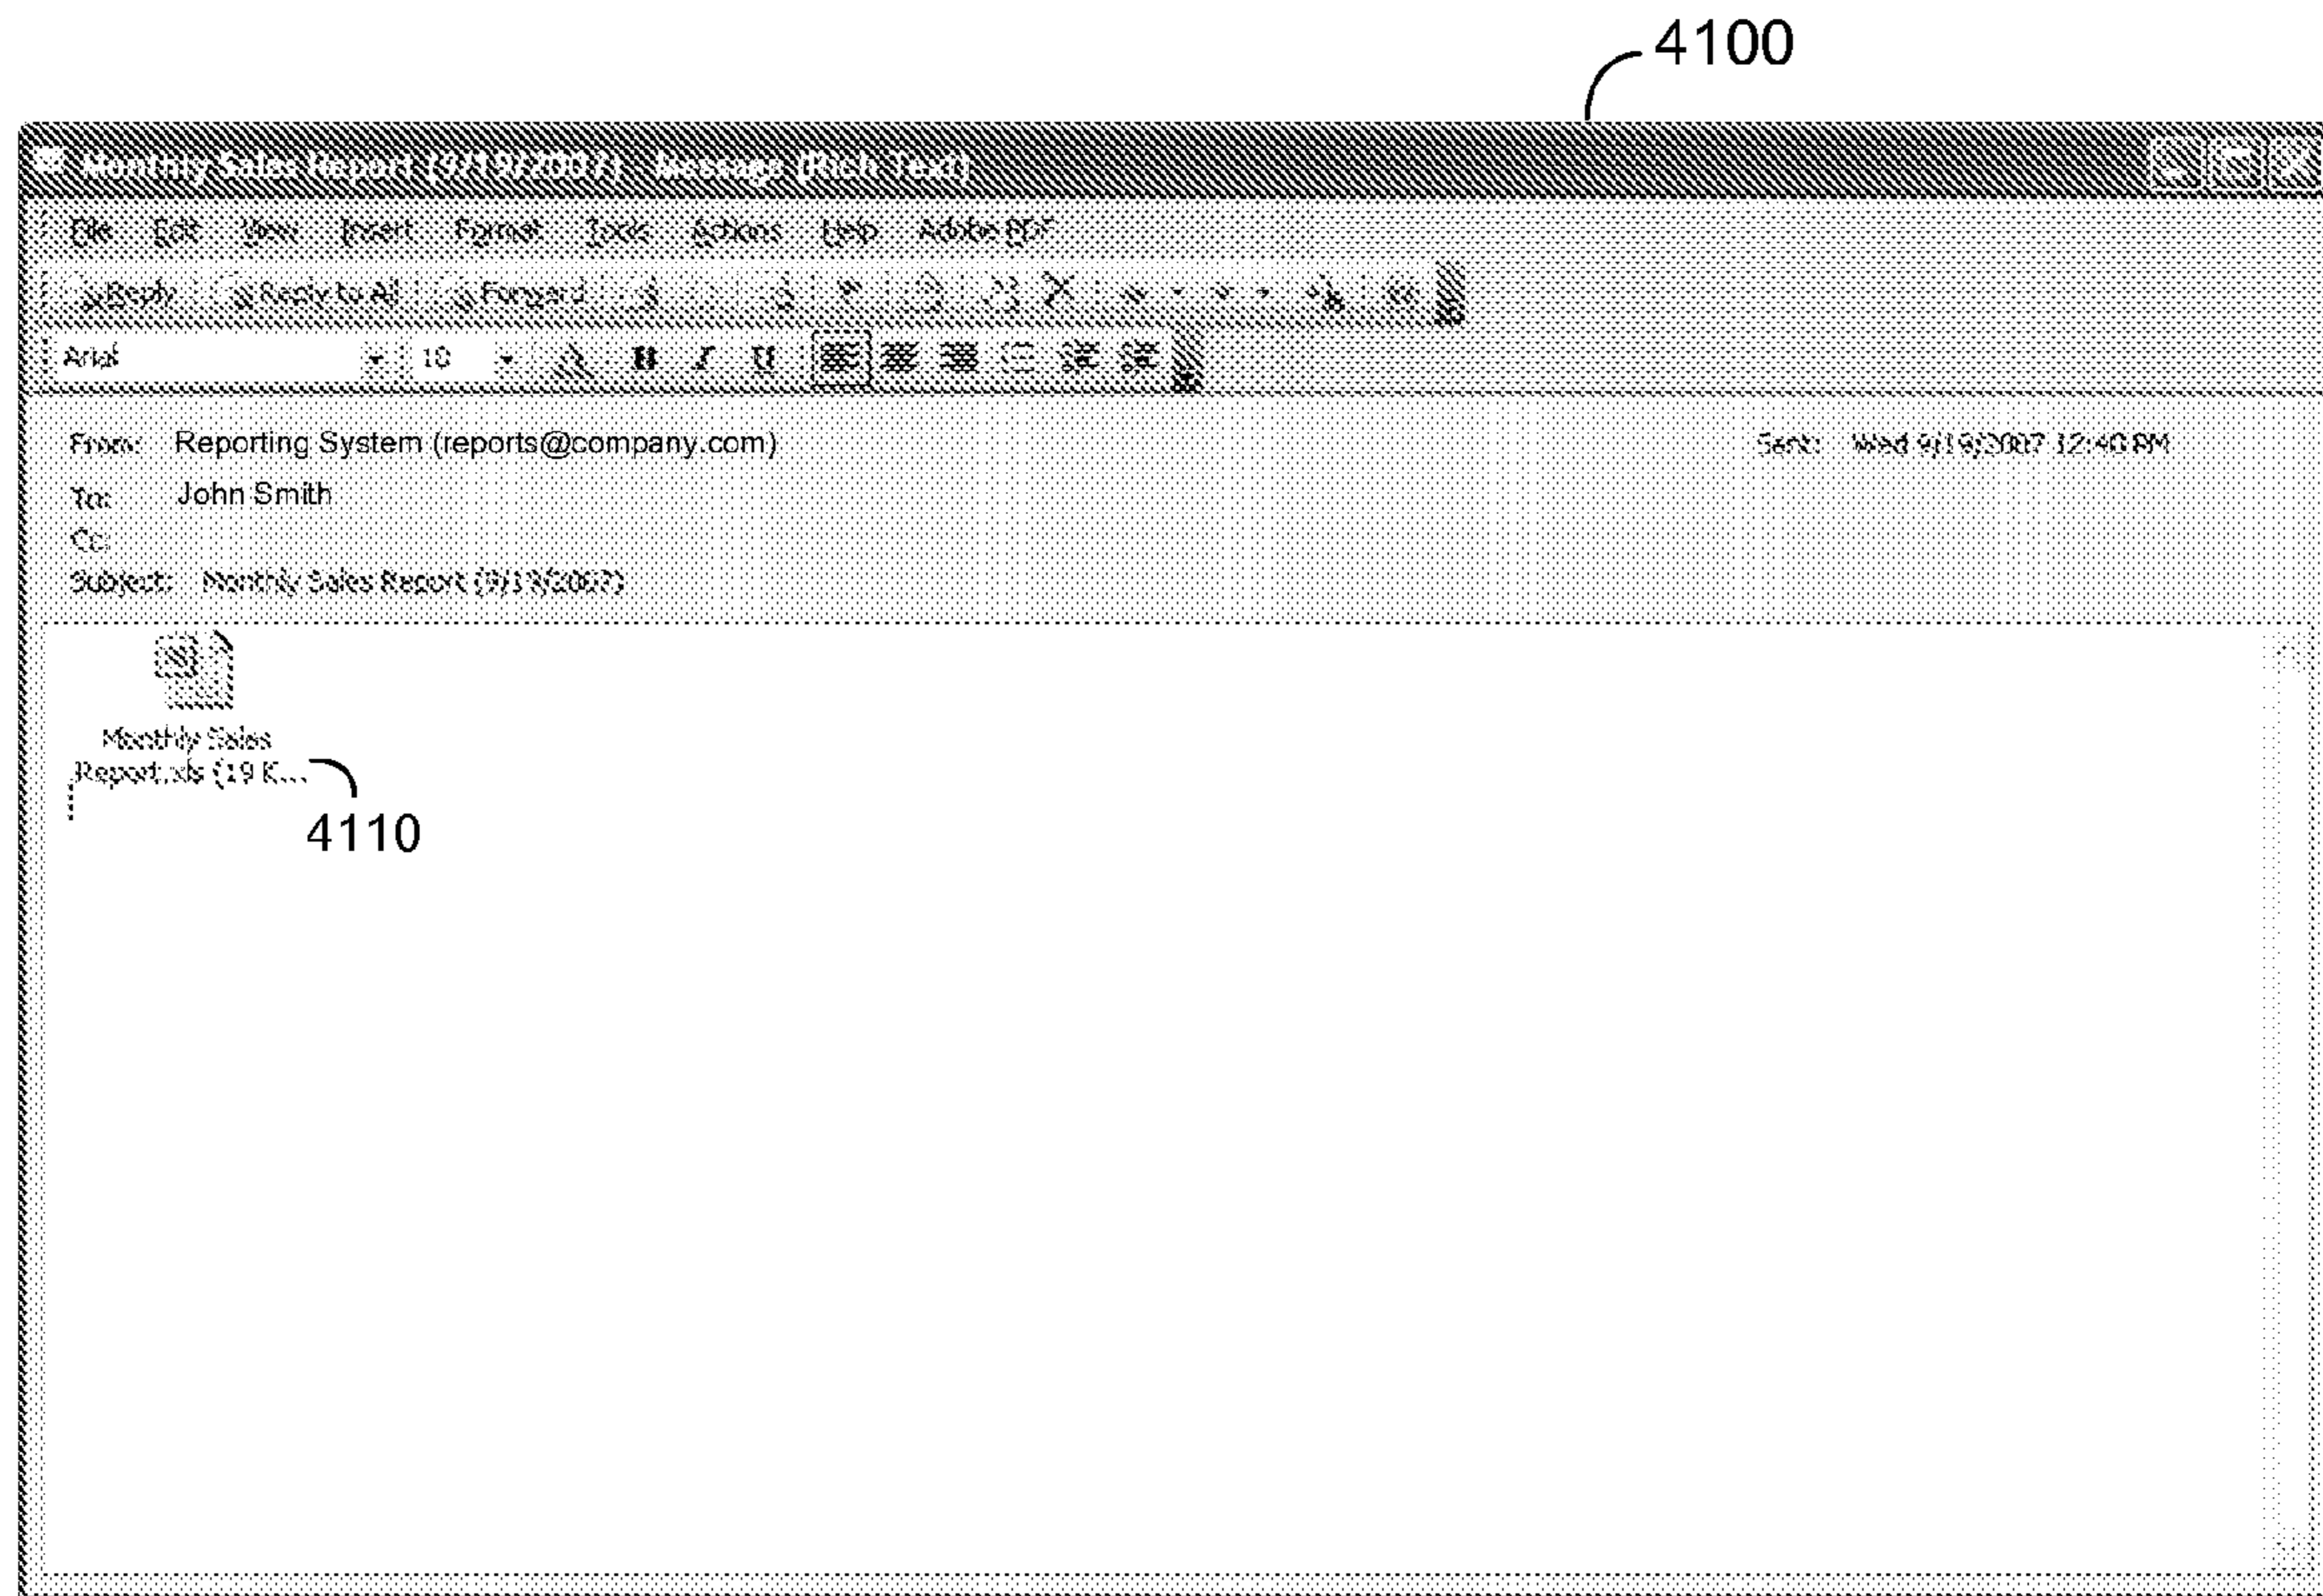 4100
Monthly Sales Report (9/19/2007) - Message (Rich Text)
File Edit View Insert Format Tools Actions Help Adobe PDF
Reply Reply to All Forward
Arial 10 B I U
From: Reporting System (reports@company.com) Sent: Wed 9/19/2007 12:40 PM
To: John Smith
Cc:
Subject: Monthly Sales Report (9/19/2007)
Monthly Sales
Report.xls (19 K...
4110